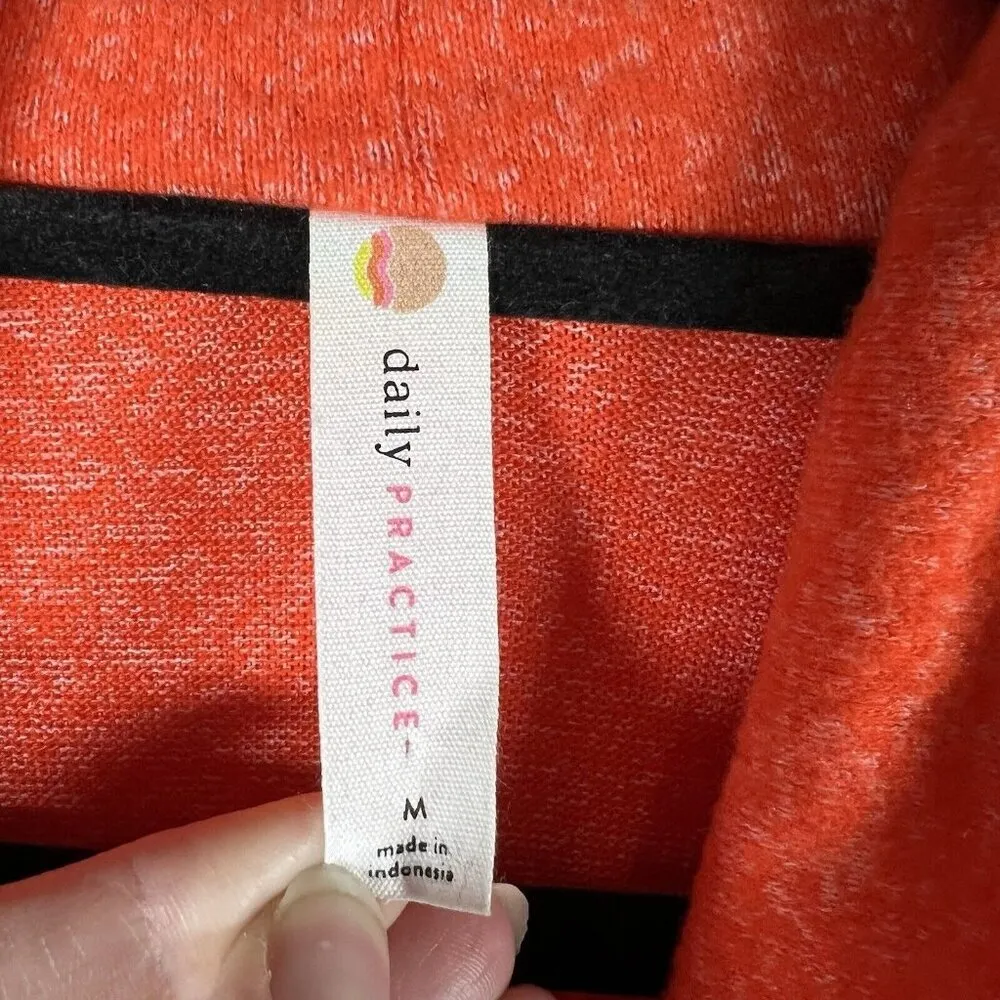 daily PRACTICE-
M
made in
indonesia